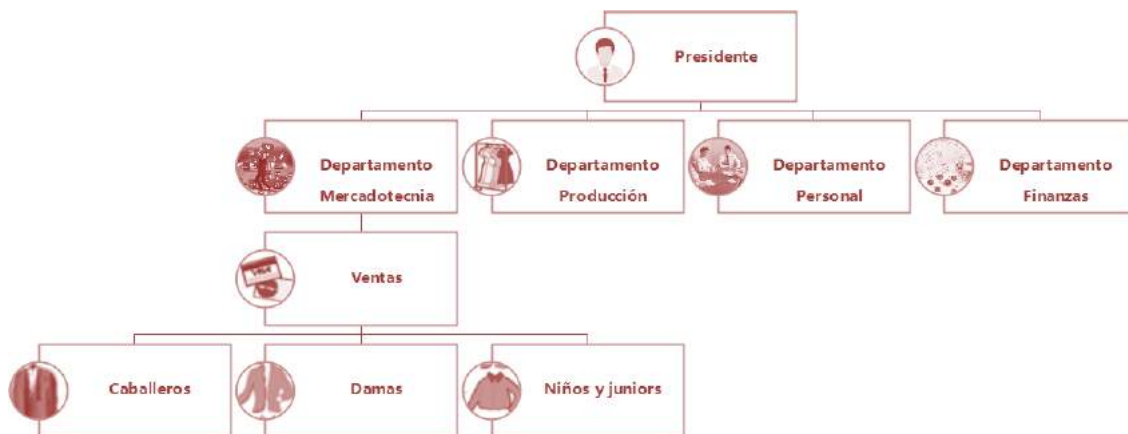 Presidente
Departamento
Mercadotecnia
Departamento
Producción
Departamento
Personal
Departamento
Finanzas
Ventas
Caballeros
Damas
Niños y juniors